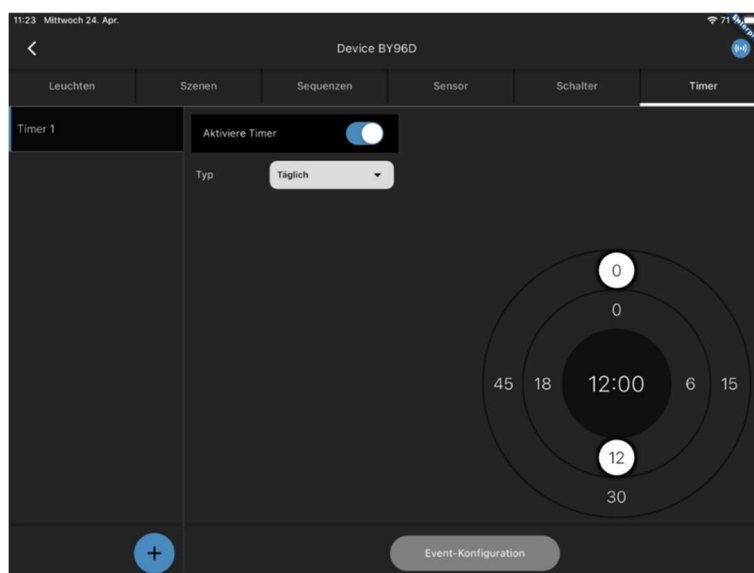 11:23 Mittwoch 24. Apr.
71
Device BY96D
Leuchten Szenen Sequenzen Sensor Schalter Timer
Timer 1
Aktiviere Timer
Typ Täglich
0
0
45 18 12:00 6 15
12
30
+ Event-Konfiguration